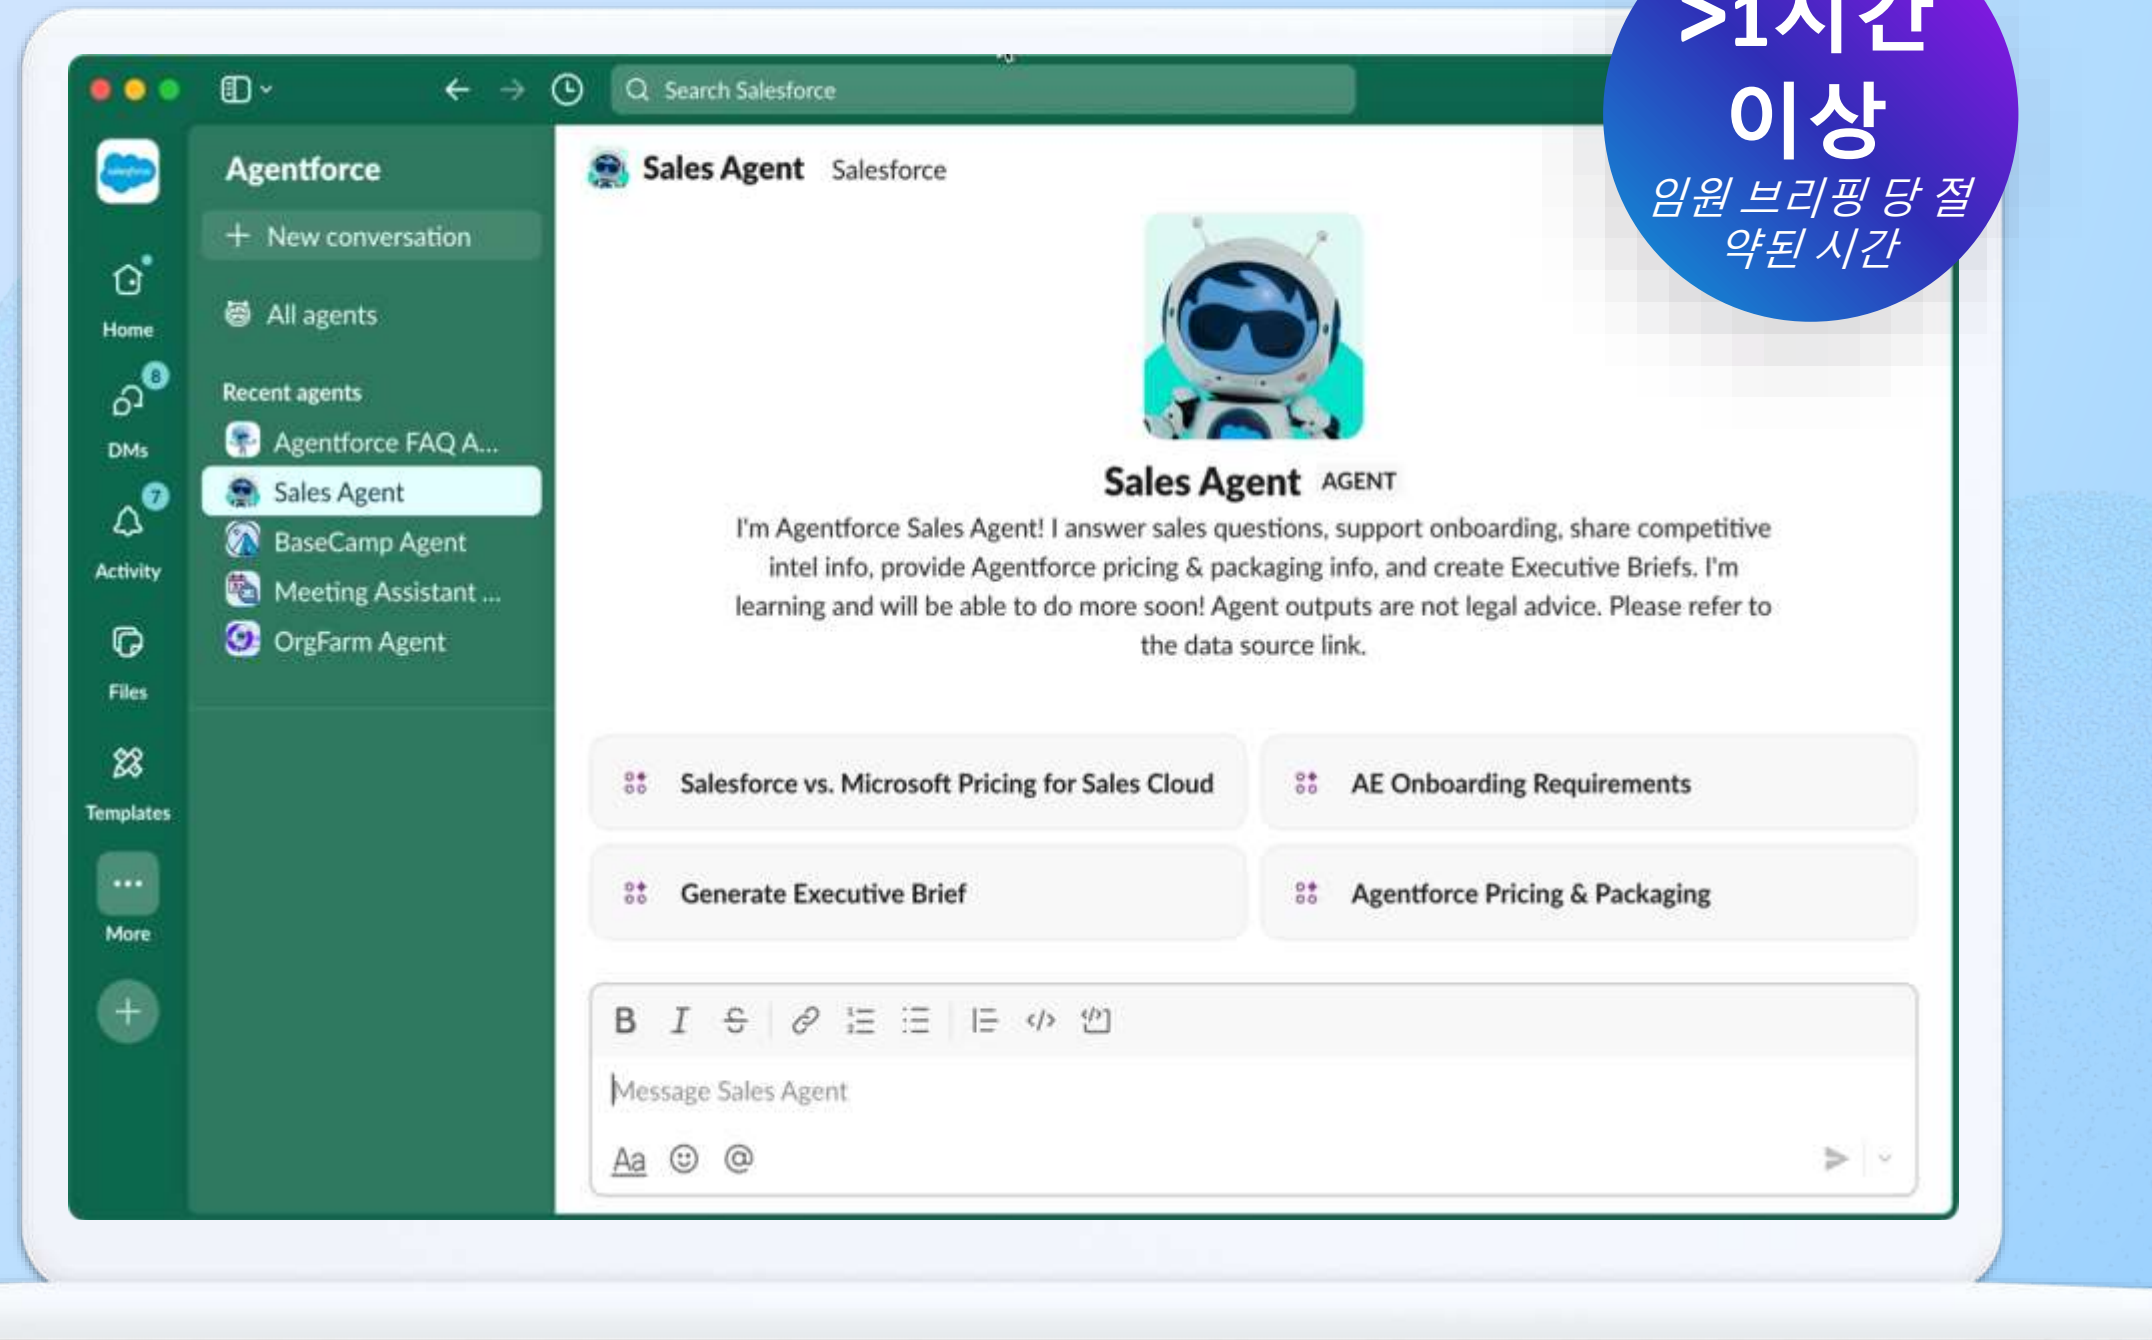 >1시간
이상
임원 브리핑 당 절
약된 시간
Search Salesforce
Agentforce
New conversation
All agents
Recent agents
Agentforce FAQ A...
Sales Agent
BaseCamp Agent
Meeting Assistant ...
OrgFarm Agent
Home
8
DMs
7
Activity
Files
Templates
More
Sales Agent Salesforce
Sales Agent AGENT
I'm Agentforce Sales Agent! I answer sales questions, support onboarding, share competitive
intel info, provide Agentforce pricing & packaging info, and create Executive Briefs. I'm
learning and will be able to do more soon! Agent outputs are not legal advice. Please refer to
the data source link.
Salesforce vs. Microsoft Pricing for Sales Cloud
AE Onboarding Requirements
Generate Executive Brief
Agentforce Pricing & Packaging
B I S
Message Sales Agent
Aa @